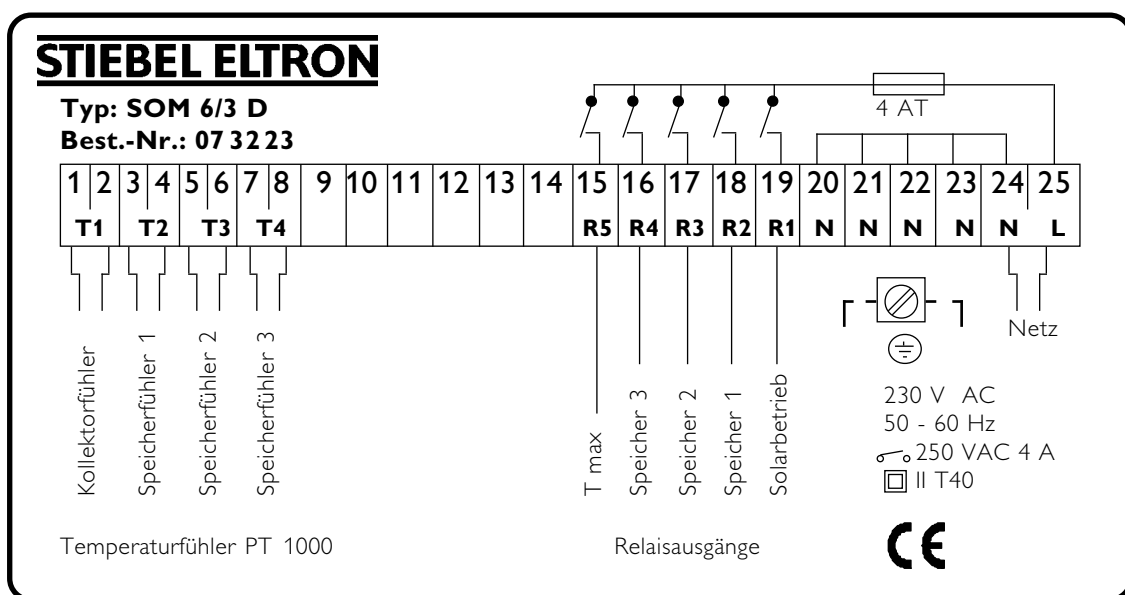 STIEBEL ELTRON
Typ: SOM 6/3 D
Best.-Nr.: 07 32 23
4 AT
1 2 3 4 5 6 7 8 9 10 11 12 13 14 15 16 17 18 19 20 21 22 23 24 25
T1 T2 T3 T4 R5 R4 R3 R2 R1 N N N N N L
Kollektorfühler
Speicherfühler 1
Speicherfühler 2
Speicherfühler 3
T max
Speicher 3
Speicher 2
Speicher 1
Solarbetrieb
Netz
230 V AC
50 - 60 Hz
250 VAC 4 A
II T40
Temperaturfühler PT 1000
Relaisausgänge
CE